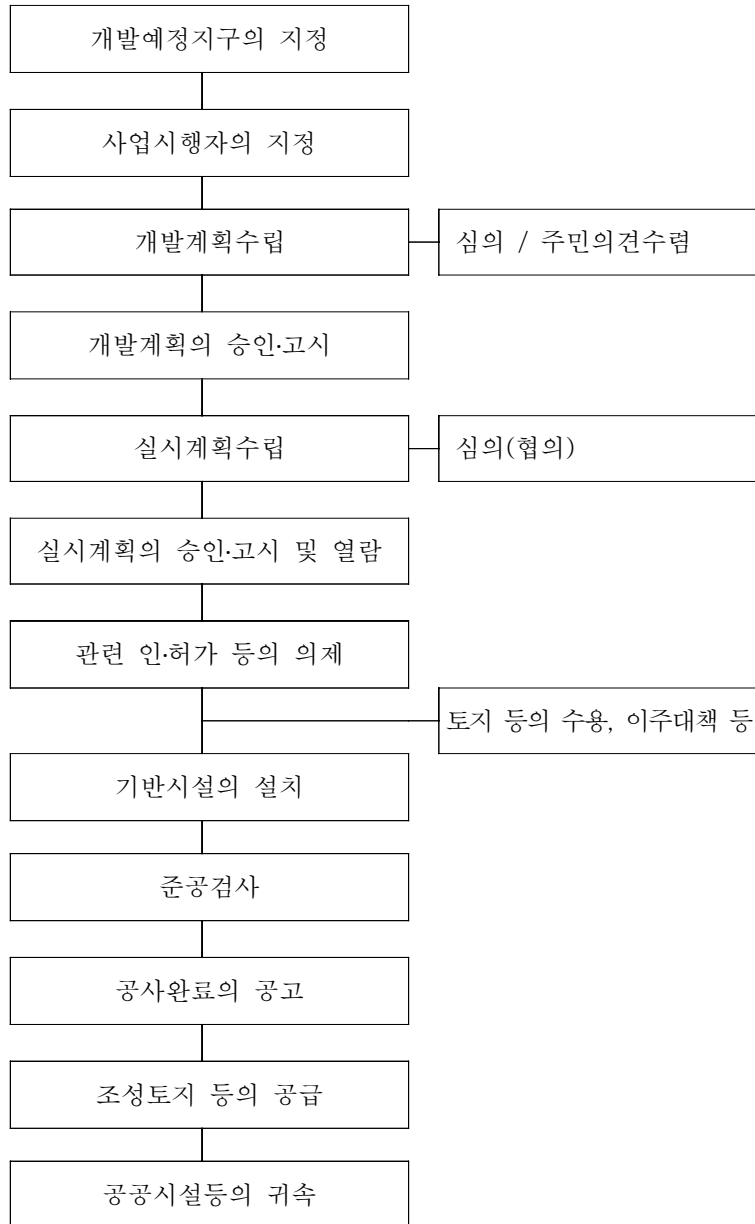 개발예정지구의 지정
사업시행자의 지정
개발계획수립
심의 / 주민의견수렴
개발계획의 승인·고시
실시계획수립
심의(협의)
실시계획의 승인·고시 및 열람
관련 인·허가 등의 의제
토지 등의 수용, 이주대책 등
기반시설의 설치
준공검사
공사완료의 공고
조성토지 등의 공급
공공시설등의 귀속